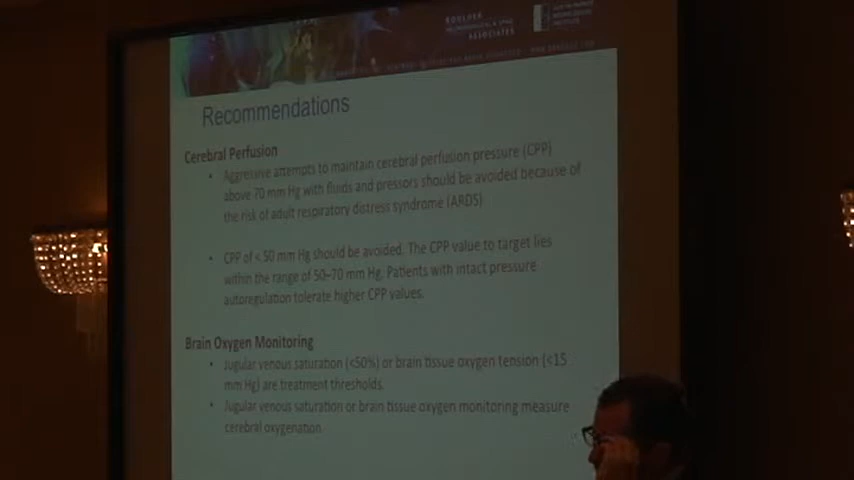 BOULDER
ASSOCIATES
INSTITUTE
Recommendations
Cerebral Perfusion
• Aggressive attempts to maintain cerebral perfusion pressure (CPP)
above 70 mm Hg with fluids and pressors should be avoided because of
the risk of adult respiratory distress syndrome (ARDS)
• CPP of <50 mm Hg should be avoided. The CPP value to target lies
within the range of 50–70 mm Hg. Patients with intact pressure
autoregulation tolerate higher CPP values.
Brain Oxygen Monitoring
• Jugular venous saturation (<50%) or brain tissue oxygen tension (<15
mm Hg) are treatment thresholds.
• Jugular venous saturation or brain tissue oxygen monitoring measure
cerebral oxygenation.